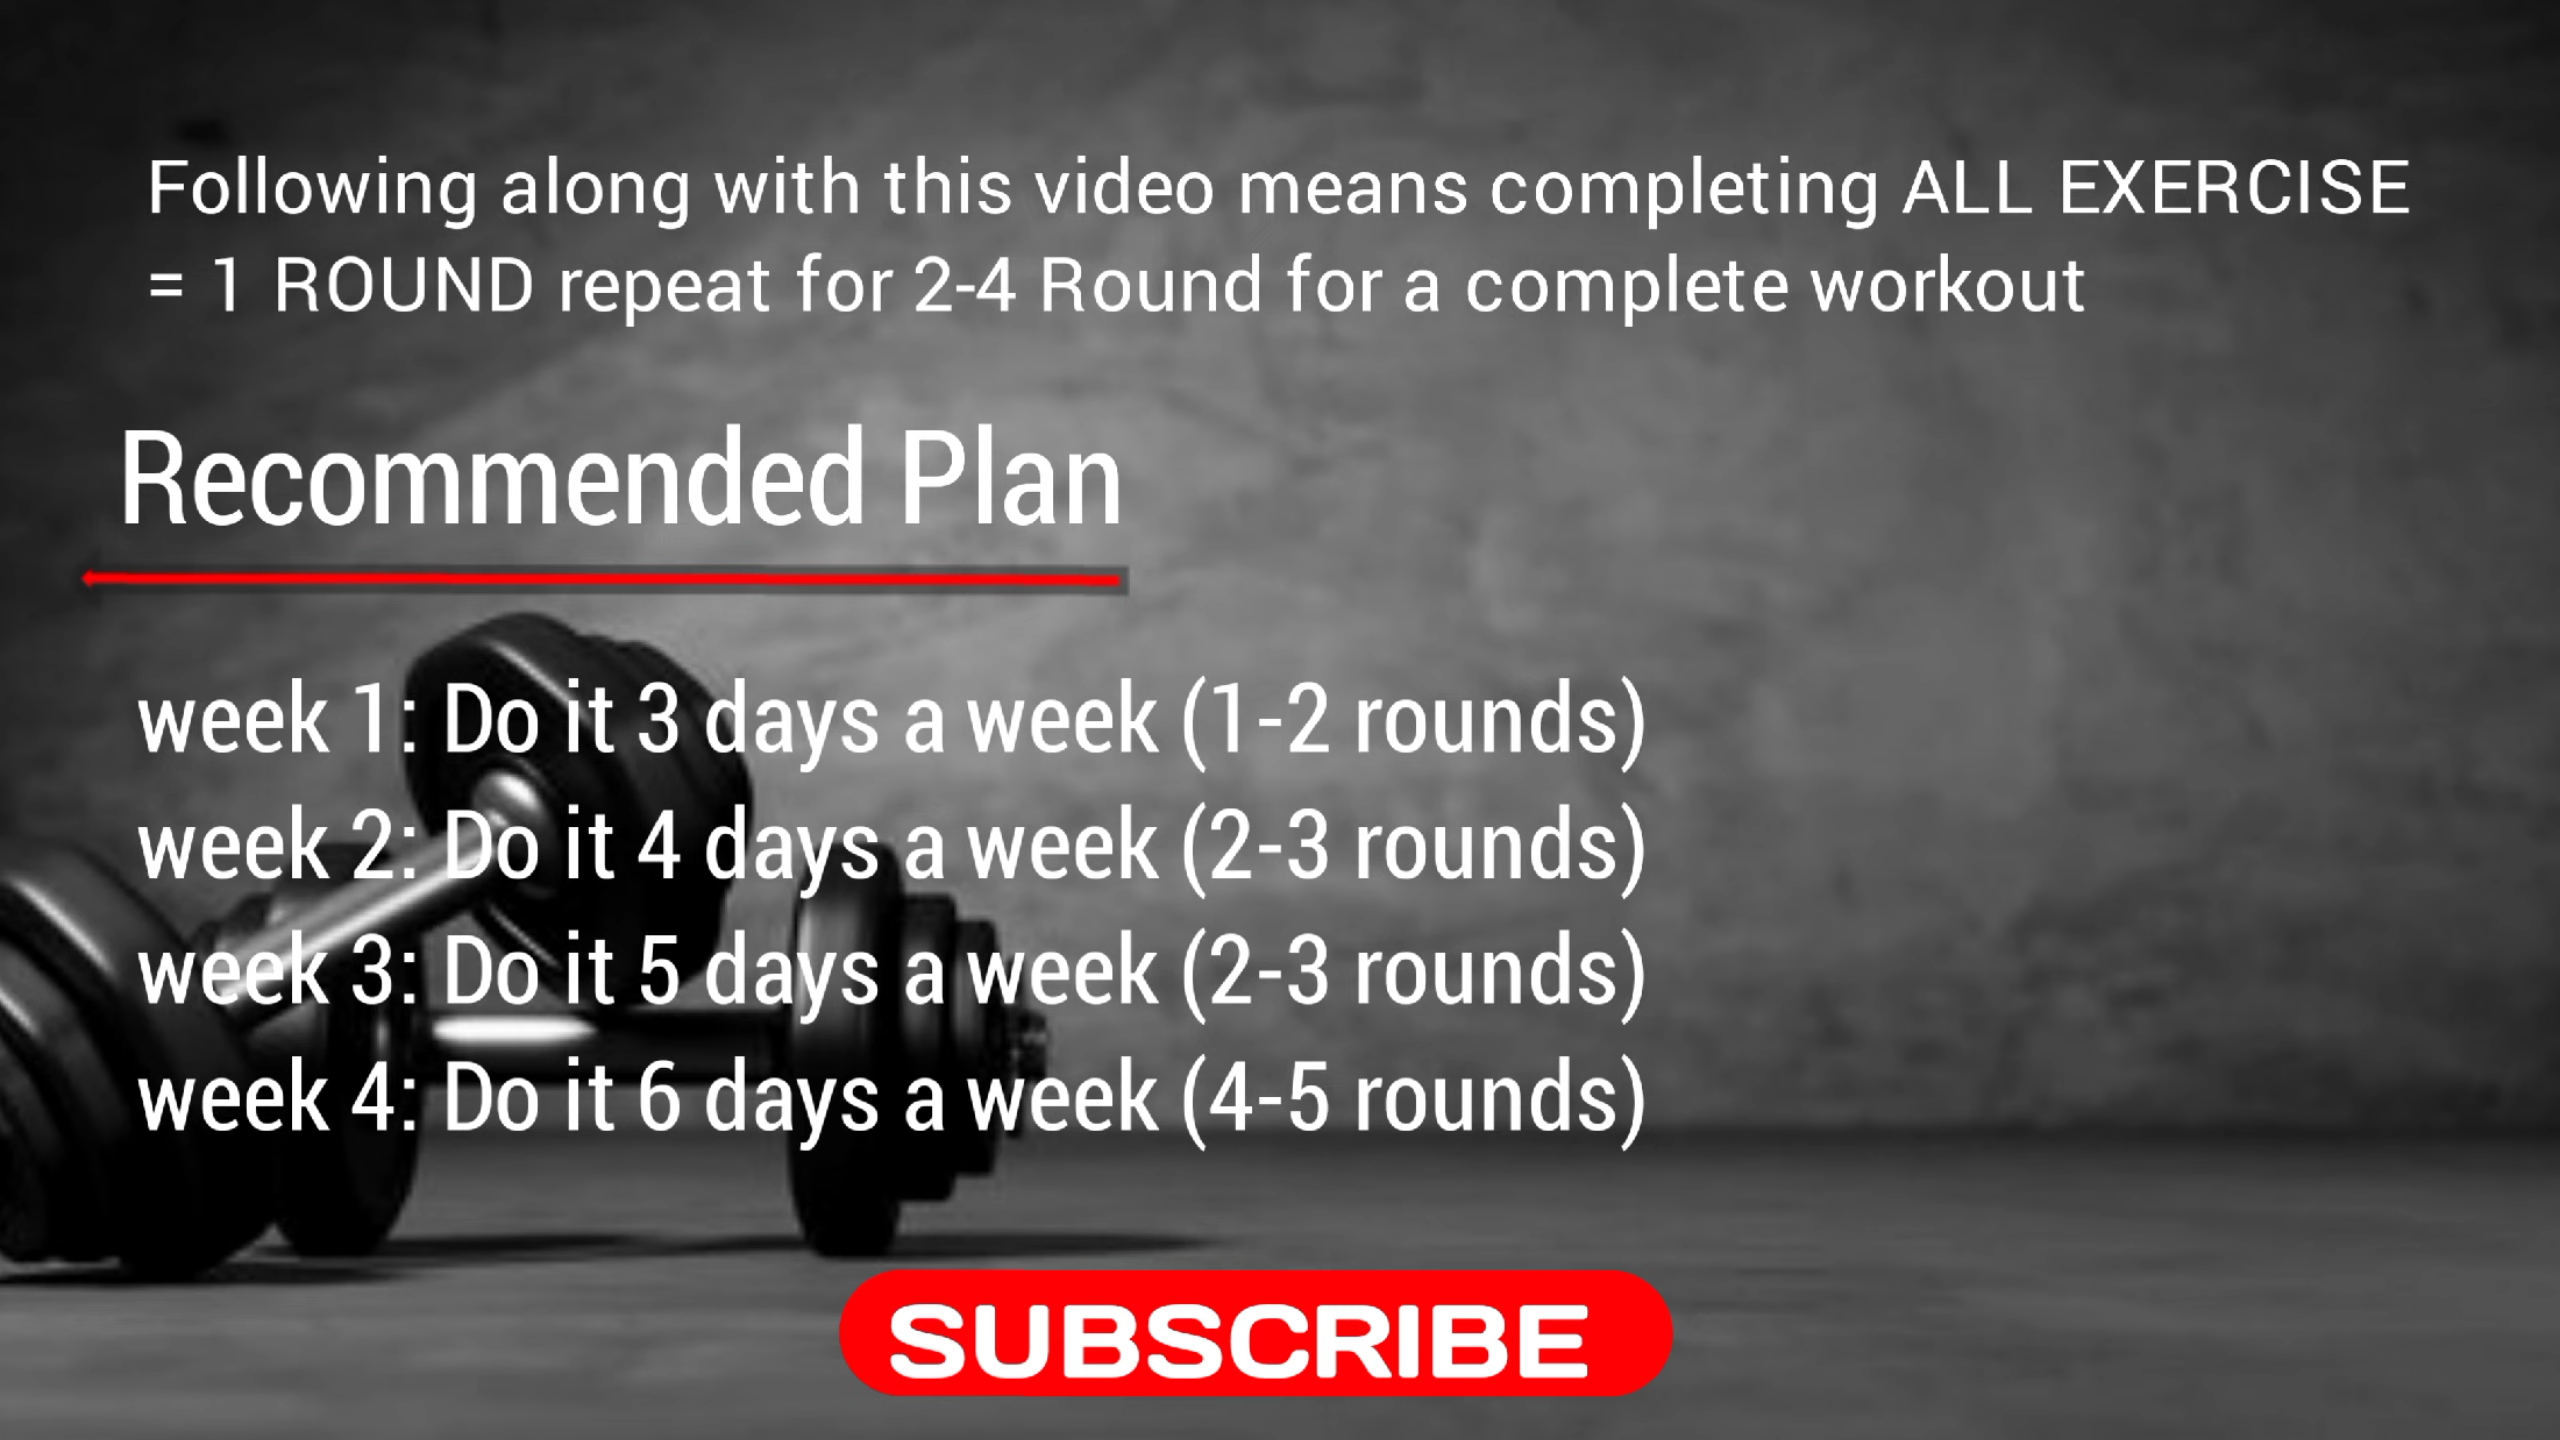 Following along with this video means completing ALL EXERCISE
= 1 ROUND repeat for 2-4 Round for a complete workout
Recommended Plan
week 1: Do it 3 days a week (1-2 rounds)
week 2: Do it 4 days a week (2-3 rounds)
week 3: Do it 5 days a week (2-3 rounds)
week 4: Do it 6 days a week (4-5 rounds)
SUBSCRIBE